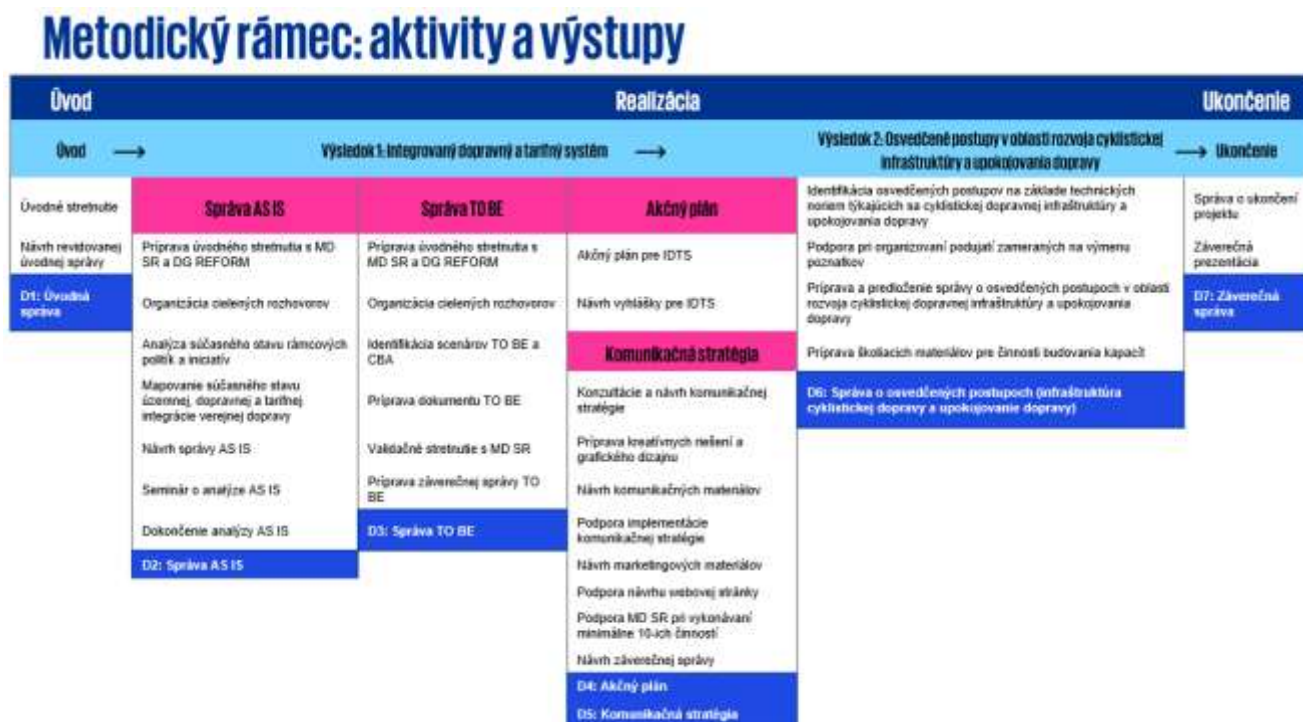 Metodický rámec: aktivity a výstupy
Úvod
Realizácia
Ukončenie
Úvod
Výsledok 1: Integrovaný dopravný a tarifný systém
Výsledok 2: Osvedčené postupy v oblasti rozvoja cyklistickej
infraštruktúry a upokojovania dopravy
Ukončenie
Úvodné stretnutie
Návrh revidovanej
úvodnej správy
D1: Úvodná
správa
Správa AS IS
Príprava úvodného stretnutia s MD
SR a DG REFORM
Organizácia cielených rozhovorov
Analýza súčasného stavu rámcových
politík a iniciatív
Mapovanie súčasného stavu
územnej, dopravnej a tarifnej
integrácie verejnej dopravy
Návrh správy AS IS
Seminár o analýze AS IS
Dokončenie analýzy AS IS
D2: Správa AS IS
Správa TO BE
Príprava úvodného stretnutia s
MD SR a DG REFORM
Organizácia cielených rozhovorov
Identifikácia scenárov TO BE a
CBA
Príprava dokumentu TO BE
Validačné stretnutie s MD SR
Príprava záverečnej správy TO
BE
D3: Správa TO BE
Akčný plán
Akčný plán pre IDTS
Návrh vyhlášky pre IDTS
Komunikačná stratégia
Konzultácie a návrh komunikačnej
stratégie
Príprava kreatívnych riešení a
grafického dizajnu
Návrh komunikačných materiálov
Podpora implementácie
komunikačnej stratégie
Návrh marketingových materiálov
Podpora návrhu webovej stránky
Podpora MD SR pri vykonávaní
minimálne 10-ich činností
Návrh záverečnej správy
D4: Akčný plán
D5: Komunikačná stratégia
Identifikácia osvedčených postupov na základe technických
noriem týkajúcich sa cyklistickej dopravnej infraštruktúry a
upokojovania dopravy
Podpora pri organizovaní podujatí zameraných na výmenu
poznatkov
Príprava a predloženie správy o osvedčených postupoch v oblasti
rozvoja cyklistickej dopravnej infraštruktúry a upokojovania
dopravy
Príprava školiacich materiálov pre činnosti budovania kapacít
D6: Správa o osvedčených postupoch (infraštruktúra
cyklistickej dopravy a upokojovanie dopravy)
Správa o ukončení
projektu
Záverečná
prezentácia
D7: Záverečná
správa